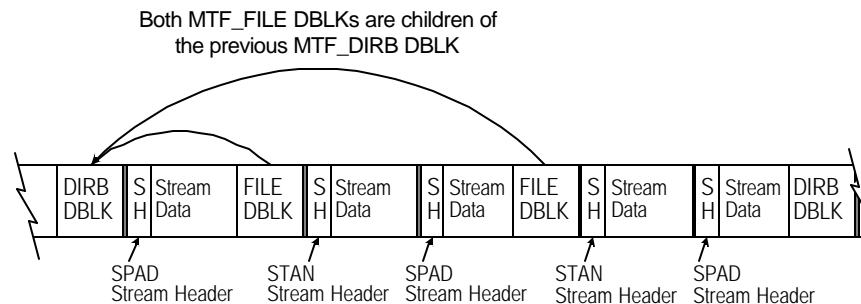 Both MTF_FILE DBLKs are children of
the previous MTF_DIRB DBLK
DIRB
DBLK
S
H
Stream
Data
FILE
DBLK
S
H
Stream
Data
S
H
Stream
Data
FILE
DBLK
S
H
Stream
Data
S
H
Stream
Data
DIRB
DBLK
SPAD
Stream Header
STAN
Stream Header
SPAD
Stream Header
STAN
Stream Header
SPAD
Stream Header